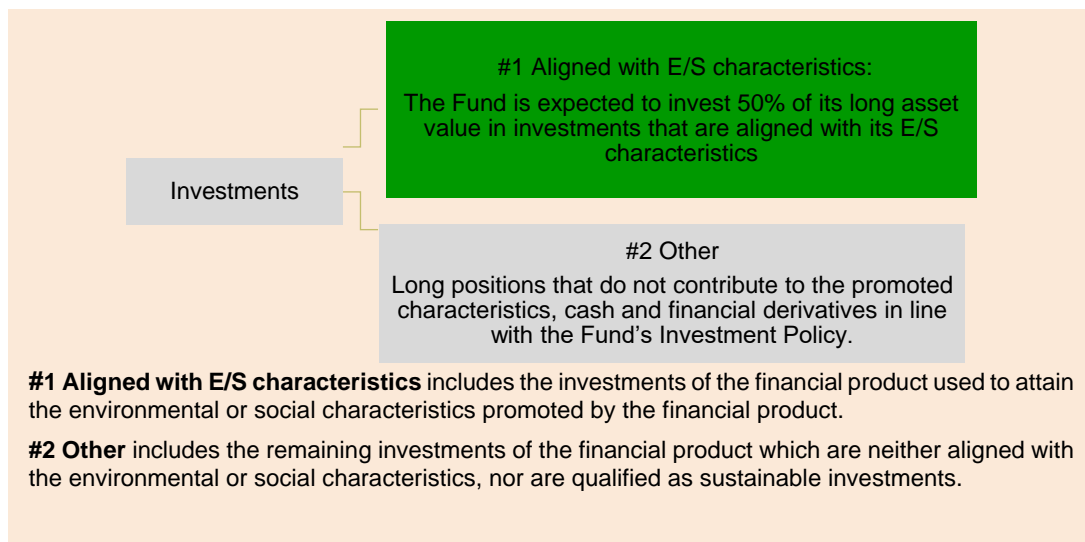 #1 Aligned with E/S characteristics:
The Fund is expected to invest 50% of its long asset
value in investments that are aligned with its E/S
characteristics
Investments
#2 Other
Long positions that do not contribute to the promoted
characteristics, cash and financial derivatives in line
with the Fund’s Investment Policy.
#1 Aligned with E/S characteristics includes the investments of the financial product used to attain
the environmental or social characteristics promoted by the financial product.
#2 Other includes the remaining investments of the financial product which are neither aligned with
the environmental or social characteristics, nor are qualified as sustainable investments.